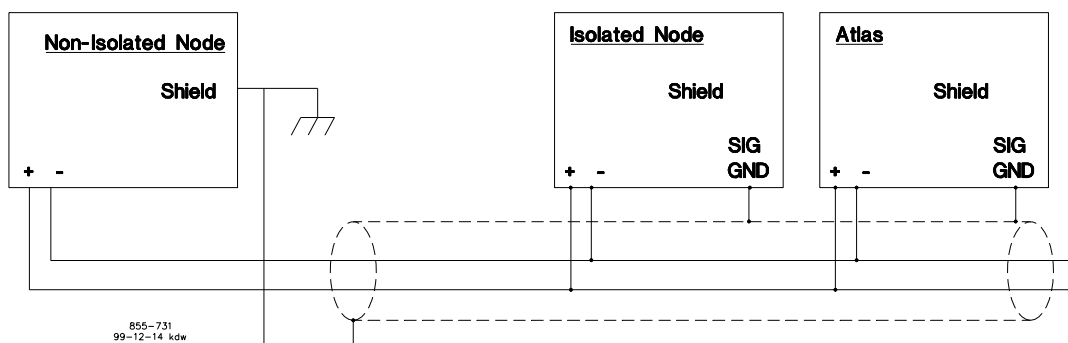 Non-Isolated Node
Shield
+ -
Isolated Node
Shield
SIG
GND
+ -
Atlas
Shield
SIG
GND
+ -
855-731
99-12-14 kdw